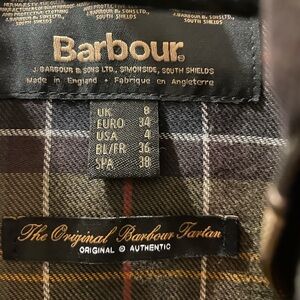 Barbour
J. BARBOUR & SONS LTD., SIMONSIDE, SOUTH SHIELDS
Made in England • Fabrique en Angleterre
UK 8
EURO 34
USA 4
BL/FR 36
SPA 38
The Original Barbour Tartan
ORIGINAL & AUTHENTIC